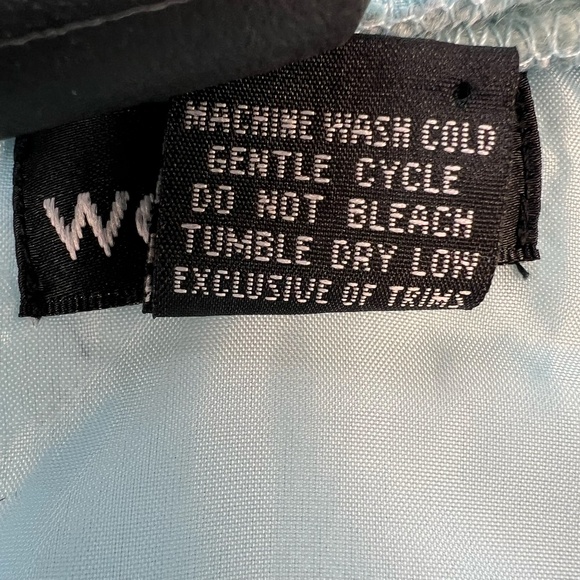 MACHINE WASH COLD
GENTLE CYCLE
DO NOT BLEACH
TUMBLE DRY LOW
EXCLUSIVE OF TRIMS